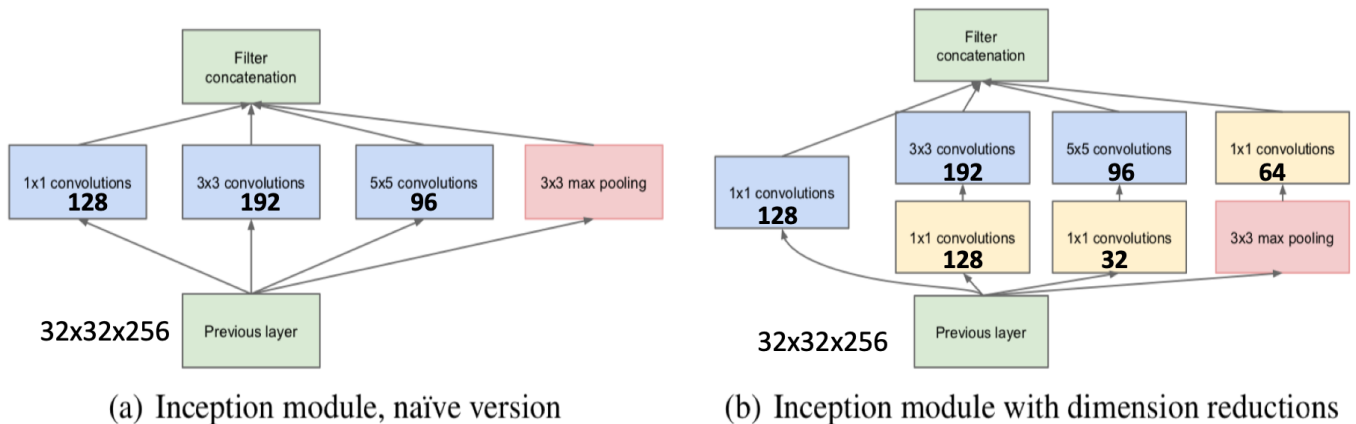 Filter
concatenation
1x1 convolutions
128
3x3 convolutions
192
5x5 convolutions
96
3x3 max pooling
32x32x256
Previous layer
(a) Inception module, naïve version
Filter
concatenation
1x1 convolutions
128
3x3 convolutions
192
5x5 convolutions
96
1x1 convolutions
64
1x1 convolutions
128
1x1 convolutions
32
3x3 max pooling
32x32x256
Previous layer
(b) Inception module with dimension reductions